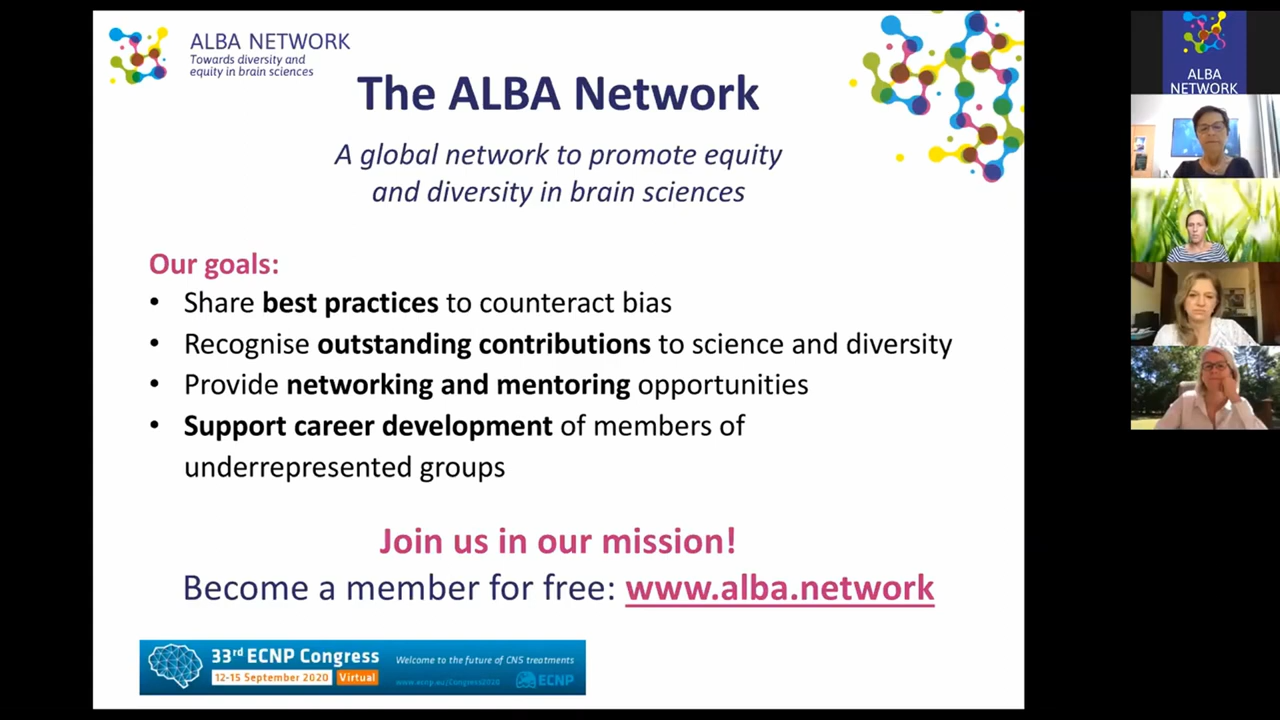 ALBA NETWORK
Towards diversity and
equity in brain sciences
The ALBA Network
A global network to promote equity
and diversity in brain sciences
Our goals:
• Share best practices to counteract bias
• Recognise outstanding contributions to science and diversity
• Provide networking and mentoring opportunities
• Support career development of members of
underrepresented groups
Join us in our mission!
Become a member for free: www.alba.network
33rd ECNP Congress
12-15 September 2020 Virtual
Welcome to the future of CNS treatments
www.ecnp.eu/Congress2020
ECNP
ALBA
NETWORK